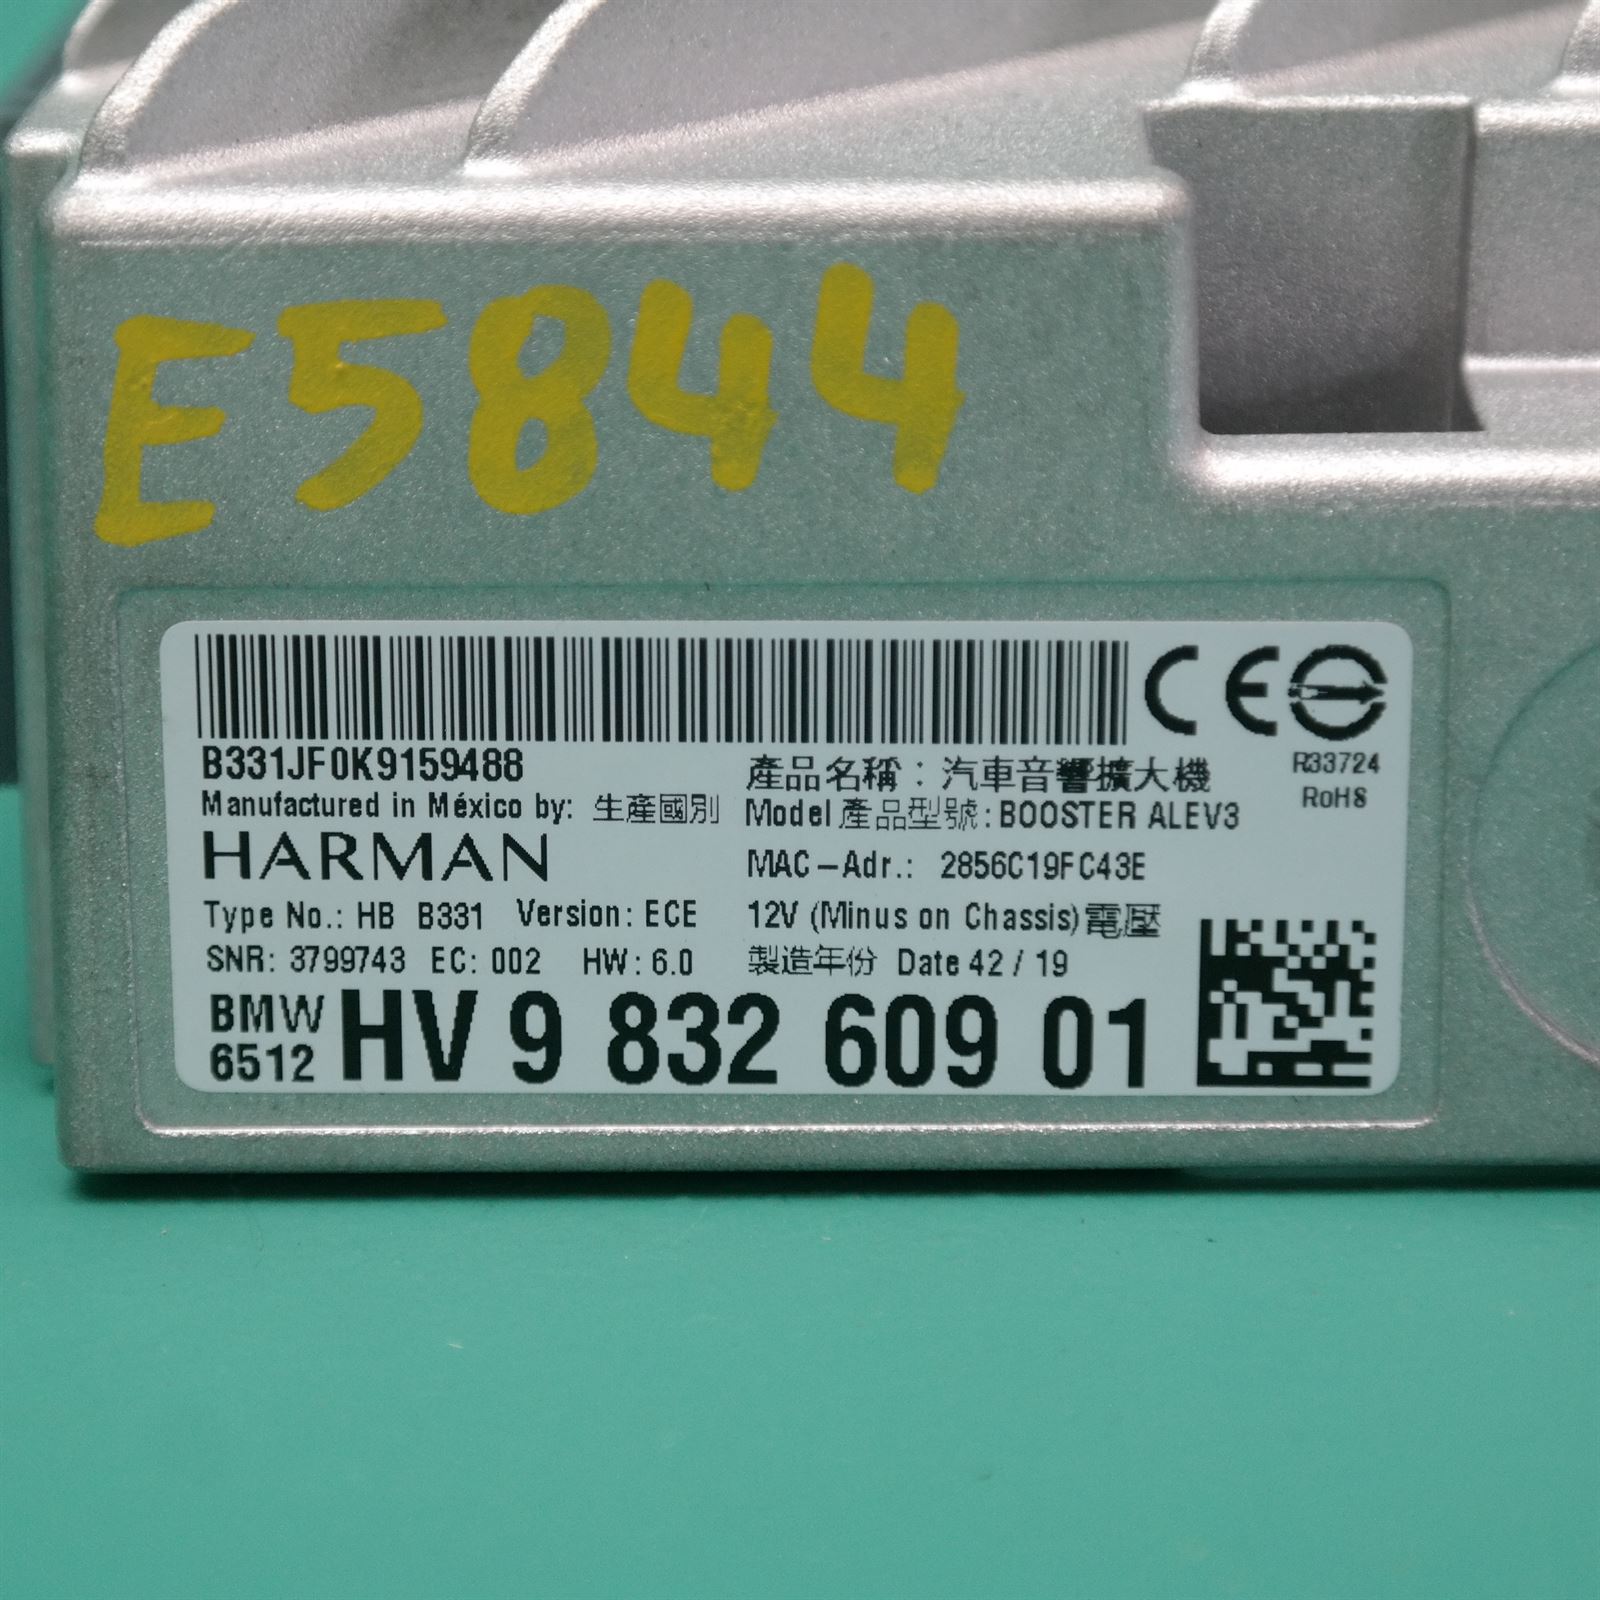 E5844
B331JF0K9159488
Manufactured in México by: 生產國別
HARMAN
Type No.: HB B331 Version: ECE
SNR: 3799743 EC: 002 HW: 6.0
產品名稱：汽車音響擴大機
Model 產品型號: BOOSTER ALEV3
MAC-Adr.: 2856C19FC43E
12V (Minus on Chassis) 電壓
製造年份 Date 42 / 19
CE
R33724
RoHS
BMW
6512
HV 9 832 609 01